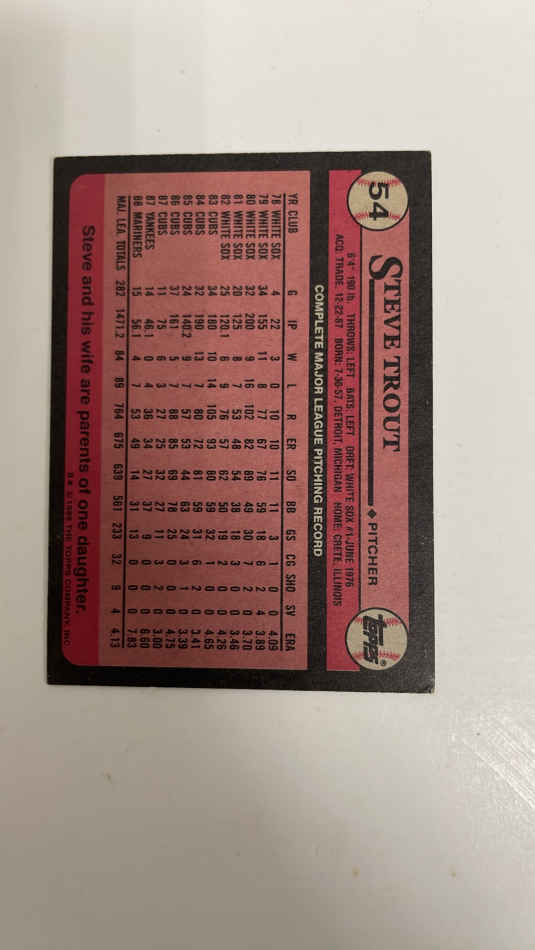 54
STEVE TROUT ♦ PITCHER
topps®
6'4" 190 lb. THROWS: LEFT BATS: LEFT DRFT: WHITE SOX #1-JUNE 1976
ACQ: TRADE, 12-22-87 BORN: 7-30-57, DETROIT, MICHIGAN HOME: CRETE, ILLINOIS
COMPLETE MAJOR LEAGUE PITCHING RECORD
YR CLUB G IP W L R ER SO BB GS CG SHO SV ERA
78 WHITE SOX 4 22 3 0 10 10 11 11 3 1 0 0 4.09
79 WHITE SOX 34 155 11 8 77 67 76 59 18 6 2 4 3.89
80 WHITE SOX 32 200 9 16 102 82 89 49 30 7 2 0 3.70
81 WHITE SOX 20 125 8 7 53 48 54 38 18 3 0 0 3.46
82 WHITE SOX 25 120.1 6 9 76 57 62 50 19 2 0 0 4.26
83 CUBS 34 180 10 14 105 93 80 59 32 1 0 0 4.65
84 CUBS 32 190 13 7 80 72 81 59 31 6 2 0 3.41
85 CUBS 24 140.2 9 7 57 53 44 63 24 3 1 0 3.39
86 CUBS 37 161 5 7 88 85 69 78 25 0 0 0 4.75
87 CUBS 11 75 6 3 27 25 32 27 11 3 2 0 3.00
87 YANKEES 14 46.1 0 4 36 34 27 37 9 0 0 0 6.60
88 MARINERS 15 56.1 4 7 53 49 14 31 13 0 0 0 7.83
MAJ. LEA. TOTALS 282 1471.2 84 89 764 675 639 561 233 32 9 4 4.13
Steve and his wife are parents of one daughter.
© 1989 THE TOPPS COMPANY, INC.